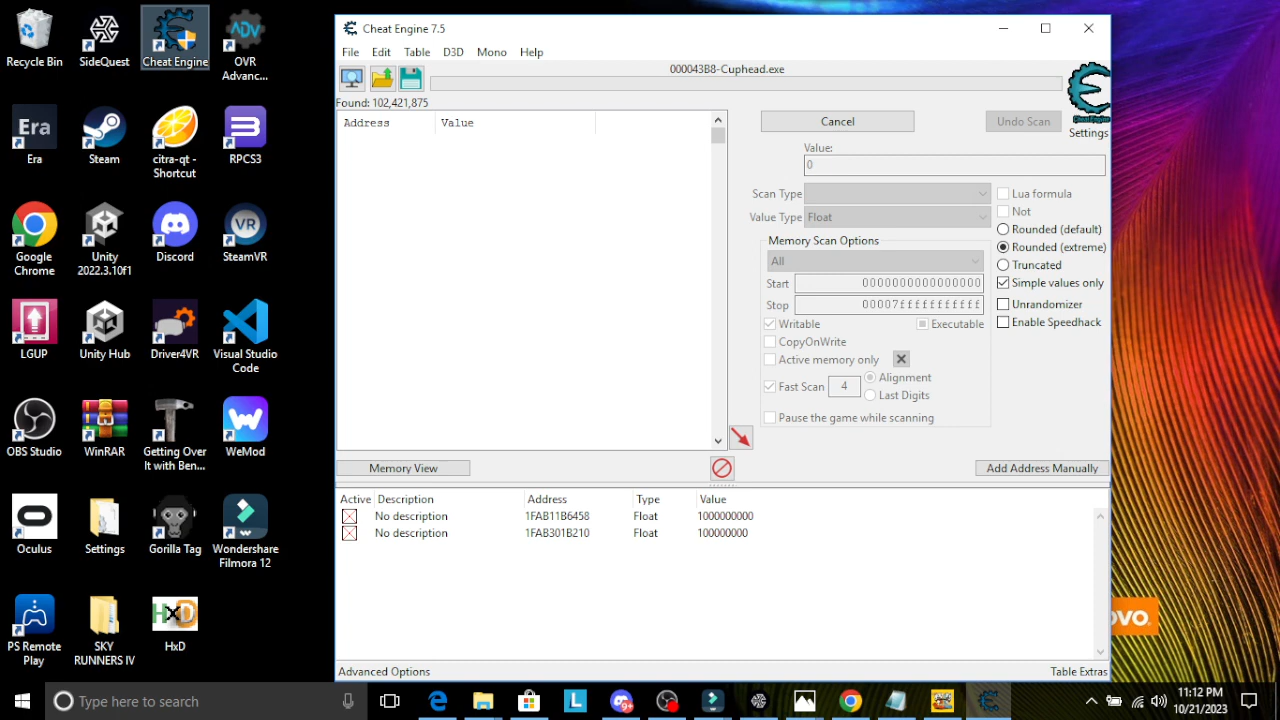 Recycle Bin
SideQuest
Cheat Engine
ADV
OVR
Advanc...
Era
Era
Steam
citra-qt -
Shortcut
RPCS3
Google
Chrome
Unity
2022.3.10f1
Discord
VR
SteamVR
LGUP
Unity Hub
Driver4VR
Visual Studio
Code
OBS Studio
WinRAR
Getting Over
It with Ben...
WeMod
Oculus
Settings
Gorilla Tag
Wondershare
Filmora 12
PS Remote
Play
SKY
RUNNERS IV
HxD
HxD
Cheat Engine 7.5
File Edit Table D3D Mono Help
000043B8-Cuphead.exe
Found: 102,421,875
Address Value
Cancel
Undo Scan
Cheat Engine
Settings
Value:
0
Scan Type
Value Type Float
Lua formula
Not
Rounded (default)
Rounded (extreme)
Truncated
Simple values only
Unrandomizer
Enable Speedhack
Memory Scan Options
All
Start 0000000000000000
Stop 00007fffffffffff
Writable Executable
CopyOnWrite
Active memory only
Fast Scan 4 Alignment
Last Digits
Pause the game while scanning
Memory View
Add Address Manually
Active Description Address Type Value
No description 1FAB11B6458 Float 1000000000
No description 1FAB301B210 Float 100000000
Advanced Options
Table Extras
ovo.
Type here to search
L
9+
11:12 PM
10/21/2023